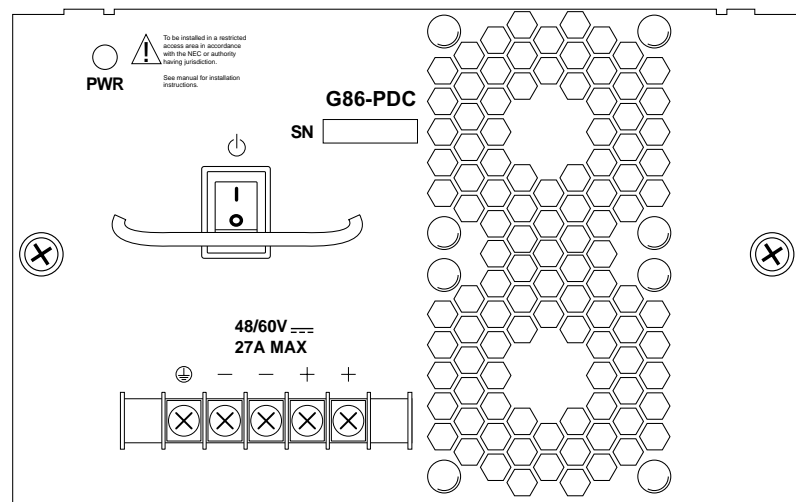 To be installed in a restricted
access area in accordance
with the NEC or authority
having jurisdiction.
See manual for installation
instructions.
PWR
G86-PDC
SN
48/60V
27A MAX
− − + +